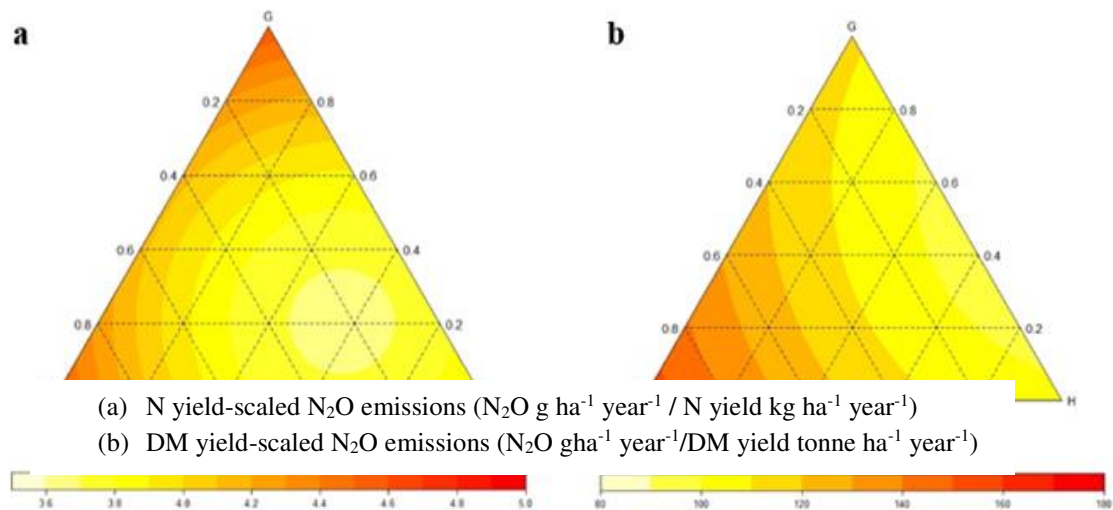 a
b
G
G
0.2
0.8
0.2
0.8
0.4
0.6
0.4
0.6
0.6
0.4
0.6
0.4
0.8
0.2
0.8
0.2
H
(a) N yield-scaled N₂O emissions (N₂O g ha⁻¹ year⁻¹ / N yield kg ha⁻¹ year⁻¹)
(b) DM yield-scaled N₂O emissions (N₂O gha⁻¹ year⁻¹/DM yield tonne ha⁻¹ year⁻¹)
3.6 3.8 4.0 4.2 4.4 4.6 4.8 5.0
80 100 120 140 160 180